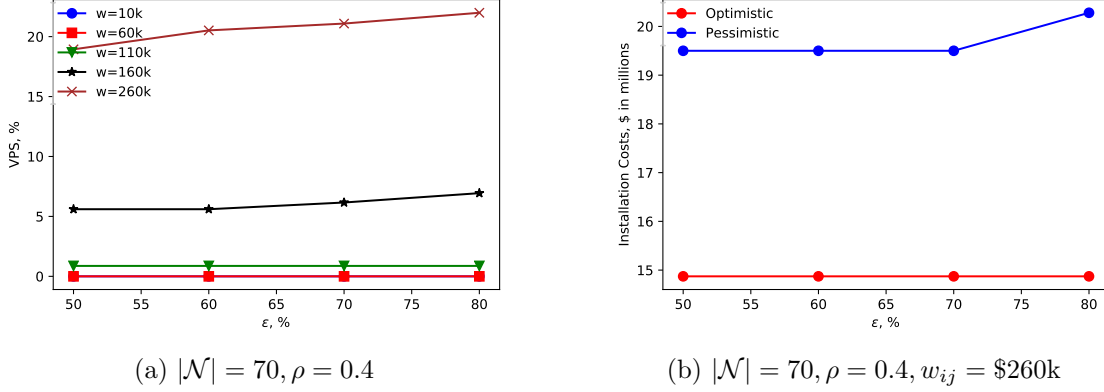 w=10k
w=60k
w=110k
w=160k
w=260k
20
15
10
5
0
VPS, %
50 55 60 65 70 75 80
ε, %
(a) |𝒩| = 70, ρ = 0.4
Optimistic
Pessimistic
20
19
18
17
16
15
Installation Costs, $ in millions
50 55 60 65 70 75 80
ε, %
(b) |𝒩| = 70, ρ = 0.4, w_{ij} = $260k